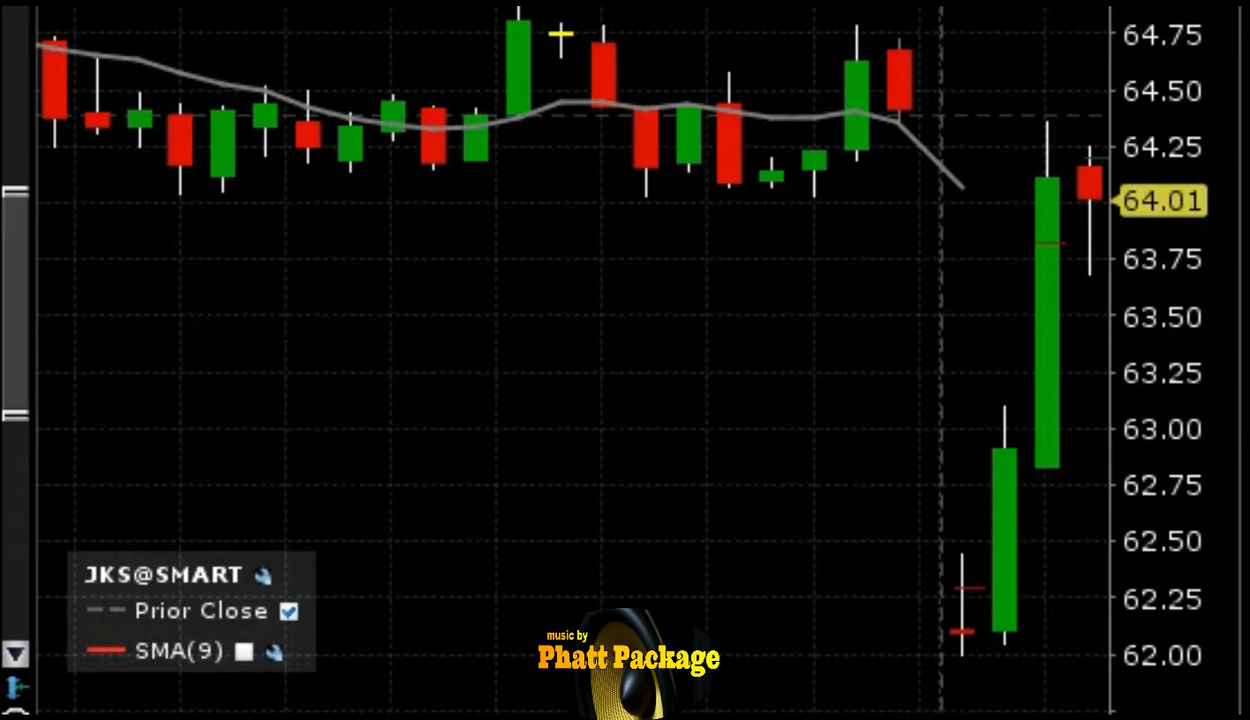 64.75
64.50
64.25
64.01
63.75
63.50
63.25
63.00
62.75
62.50
62.25
62.00
JKS@SMART
Prior Close
SMA(9)
music by
Phatt Package